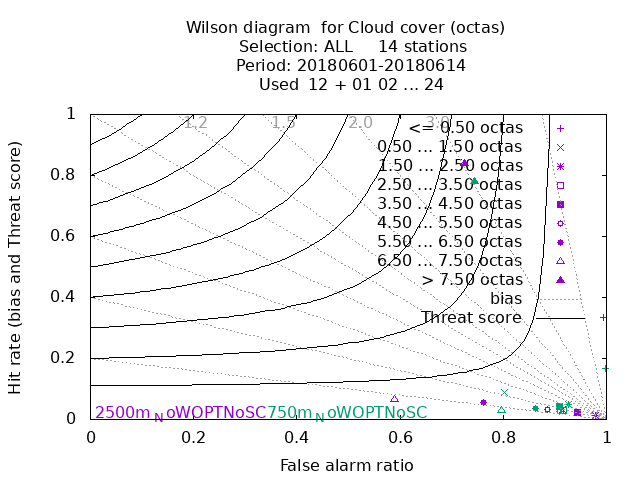 Wilson diagram  for Cloud cover (octas)
Selection: ALL     14 stations
Period: 20180601-20180614
Used  12 + 01 02 ... 24
Hit rate (bias and Threat score)
1
0.8
0.6
0.4
0.2
0
1.2 1.5 2.0 3.0
<= 0.50 octas
0.50 ... 1.50 octas
1.50 ... 2.50 octas
2.50 ... 3.50 octas
3.50 ... 4.50 octas
4.50 ... 5.50 octas
5.50 ... 6.50 octas
6.50 ... 7.50 octas
> 7.50 octas
bias
Threat score
2500mNoWOPTNoSC 750mNoWOPTNoSC
0 0.2 0.4 0.6 0.8 1
False alarm ratio